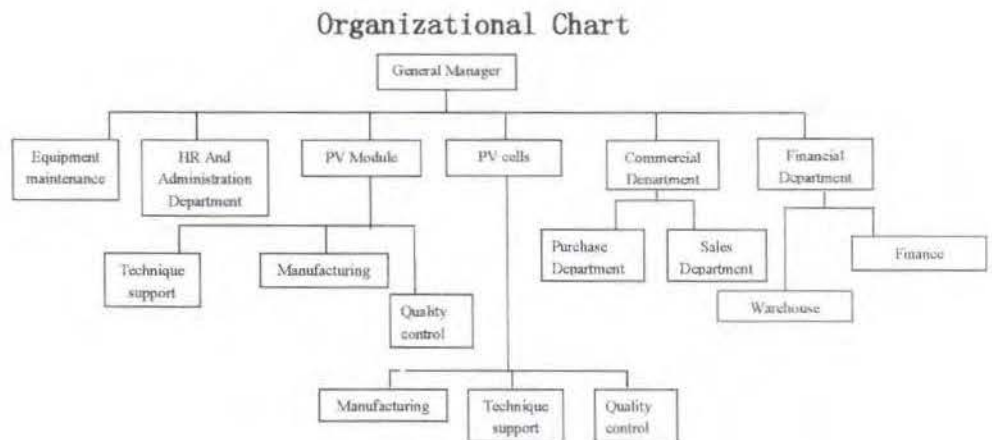 Organizational Chart
General Manager
Equipment
maintenance
HR And
Administration
Department
PV Module
PV cells
Commercial
Department
Financial
Department
Technique
support
Manufacturing
Quality
control
Purchase
Department
Sales
Department
Warehouse
Finance
Manufacturing
Technique
support
Quality
control